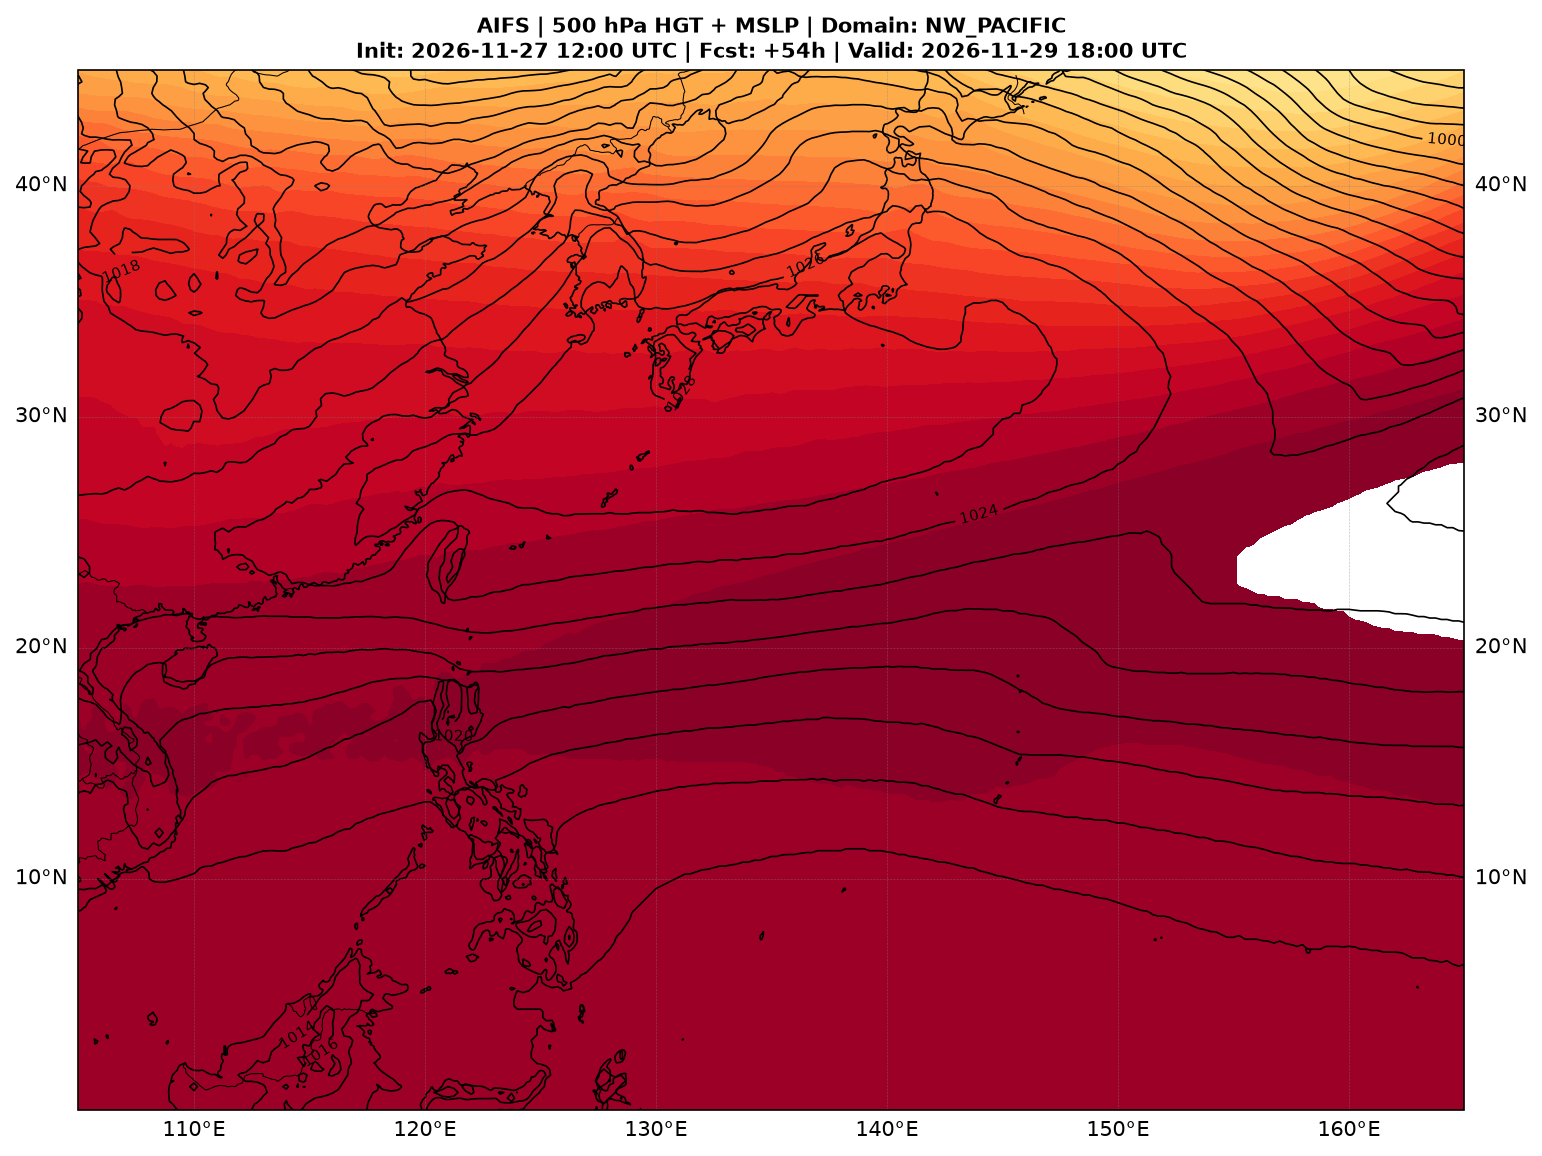 AIFS | 500 hPa HGT + MSLP | Domain: NW_PACIFIC
Init: 2026-11-27 12:00 UTC | Fcst: +54h | Valid: 2026-11-29 18:00 UTC
1000
40°N
40°N
1018
1026
1028
30°N
30°N
1024
20°N
20°N
1020
10°N
10°N
1014
1016
110°E
120°E
130°E
140°E
150°E
160°E